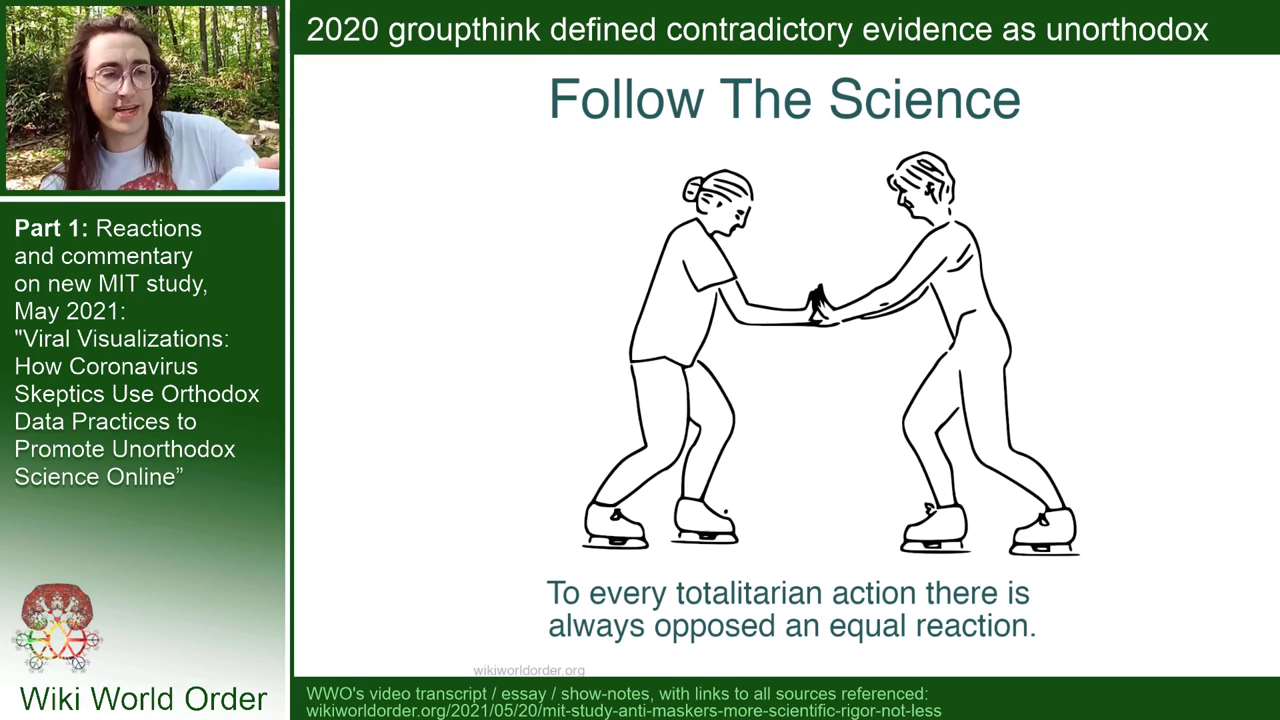 2020 groupthink defined contradictory evidence as unorthodox
Follow The Science
Part 1: Reactions
and commentary
on new MIT study,
May 2021:
"Viral Visualizations:
How Coronavirus
Skeptics Use Orthodox
Data Practices to
Promote Unorthodox
Science Online”
To every totalitarian action there is
always opposed an equal reaction.
wikiworldorder.org
Wiki World Order
WWO's video transcript / essay / show-notes, with links to all sources referenced:
wikiworldorder.org/2021/05/20/mit-study-anti-maskers-more-scientific-rigor-not-less